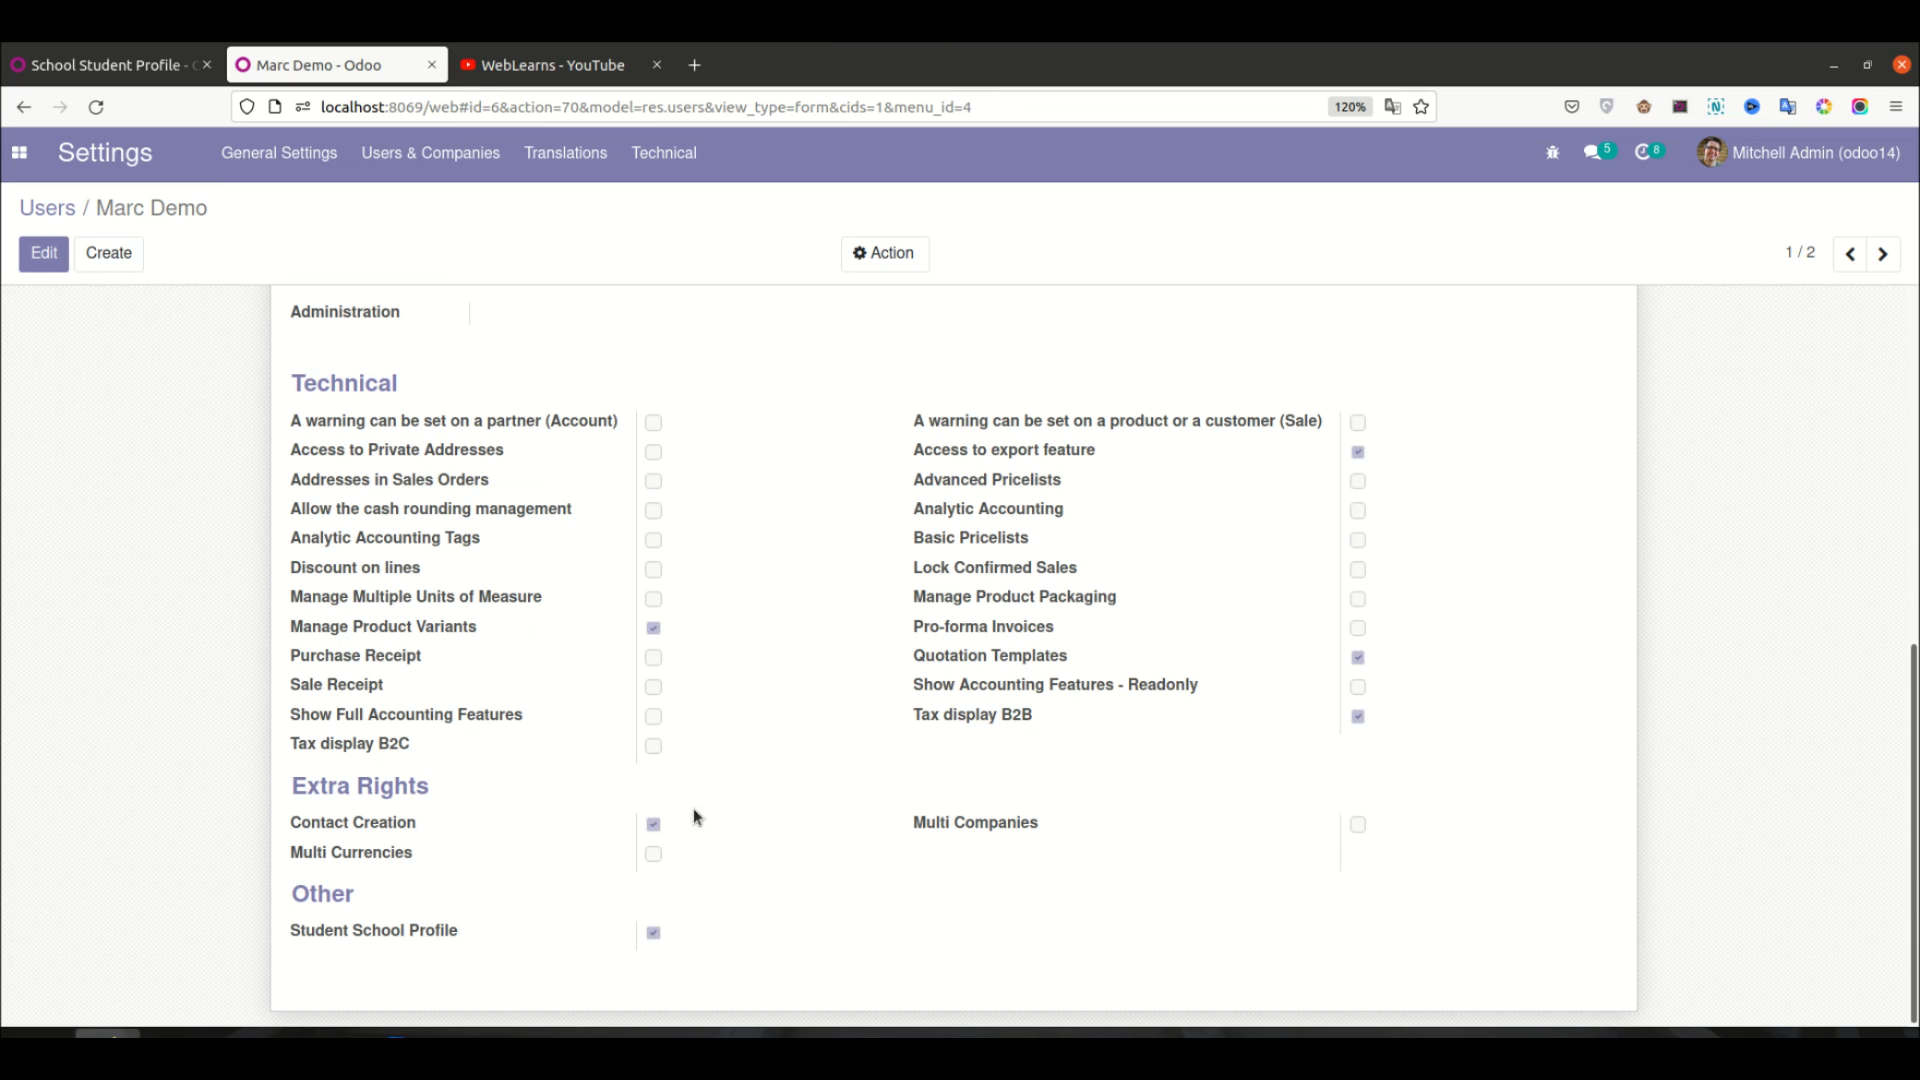 School Student Profile - O
Marc Demo - Odoo
WebLearns - YouTube
localhost:8069/web#id=6&action=70&model=res.users&view_type=form&cids=1&menu_id=4
120%
Settings
General Settings
Users & Companies
Translations
Technical
5
8
Mitchell Admin (odoo14)
Users / Marc Demo
Edit
Create
Action
1 / 2
Administration
Technical
A warning can be set on a partner (Account)
A warning can be set on a product or a customer (Sale)
Access to Private Addresses
Access to export feature
Addresses in Sales Orders
Advanced Pricelists
Allow the cash rounding management
Analytic Accounting
Analytic Accounting Tags
Basic Pricelists
Discount on lines
Lock Confirmed Sales
Manage Multiple Units of Measure
Manage Product Packaging
Manage Product Variants
Pro-forma Invoices
Purchase Receipt
Quotation Templates
Sale Receipt
Show Accounting Features - Readonly
Show Full Accounting Features
Tax display B2B
Tax display B2C
Extra Rights
Contact Creation
Multi Companies
Multi Currencies
Other
Student School Profile